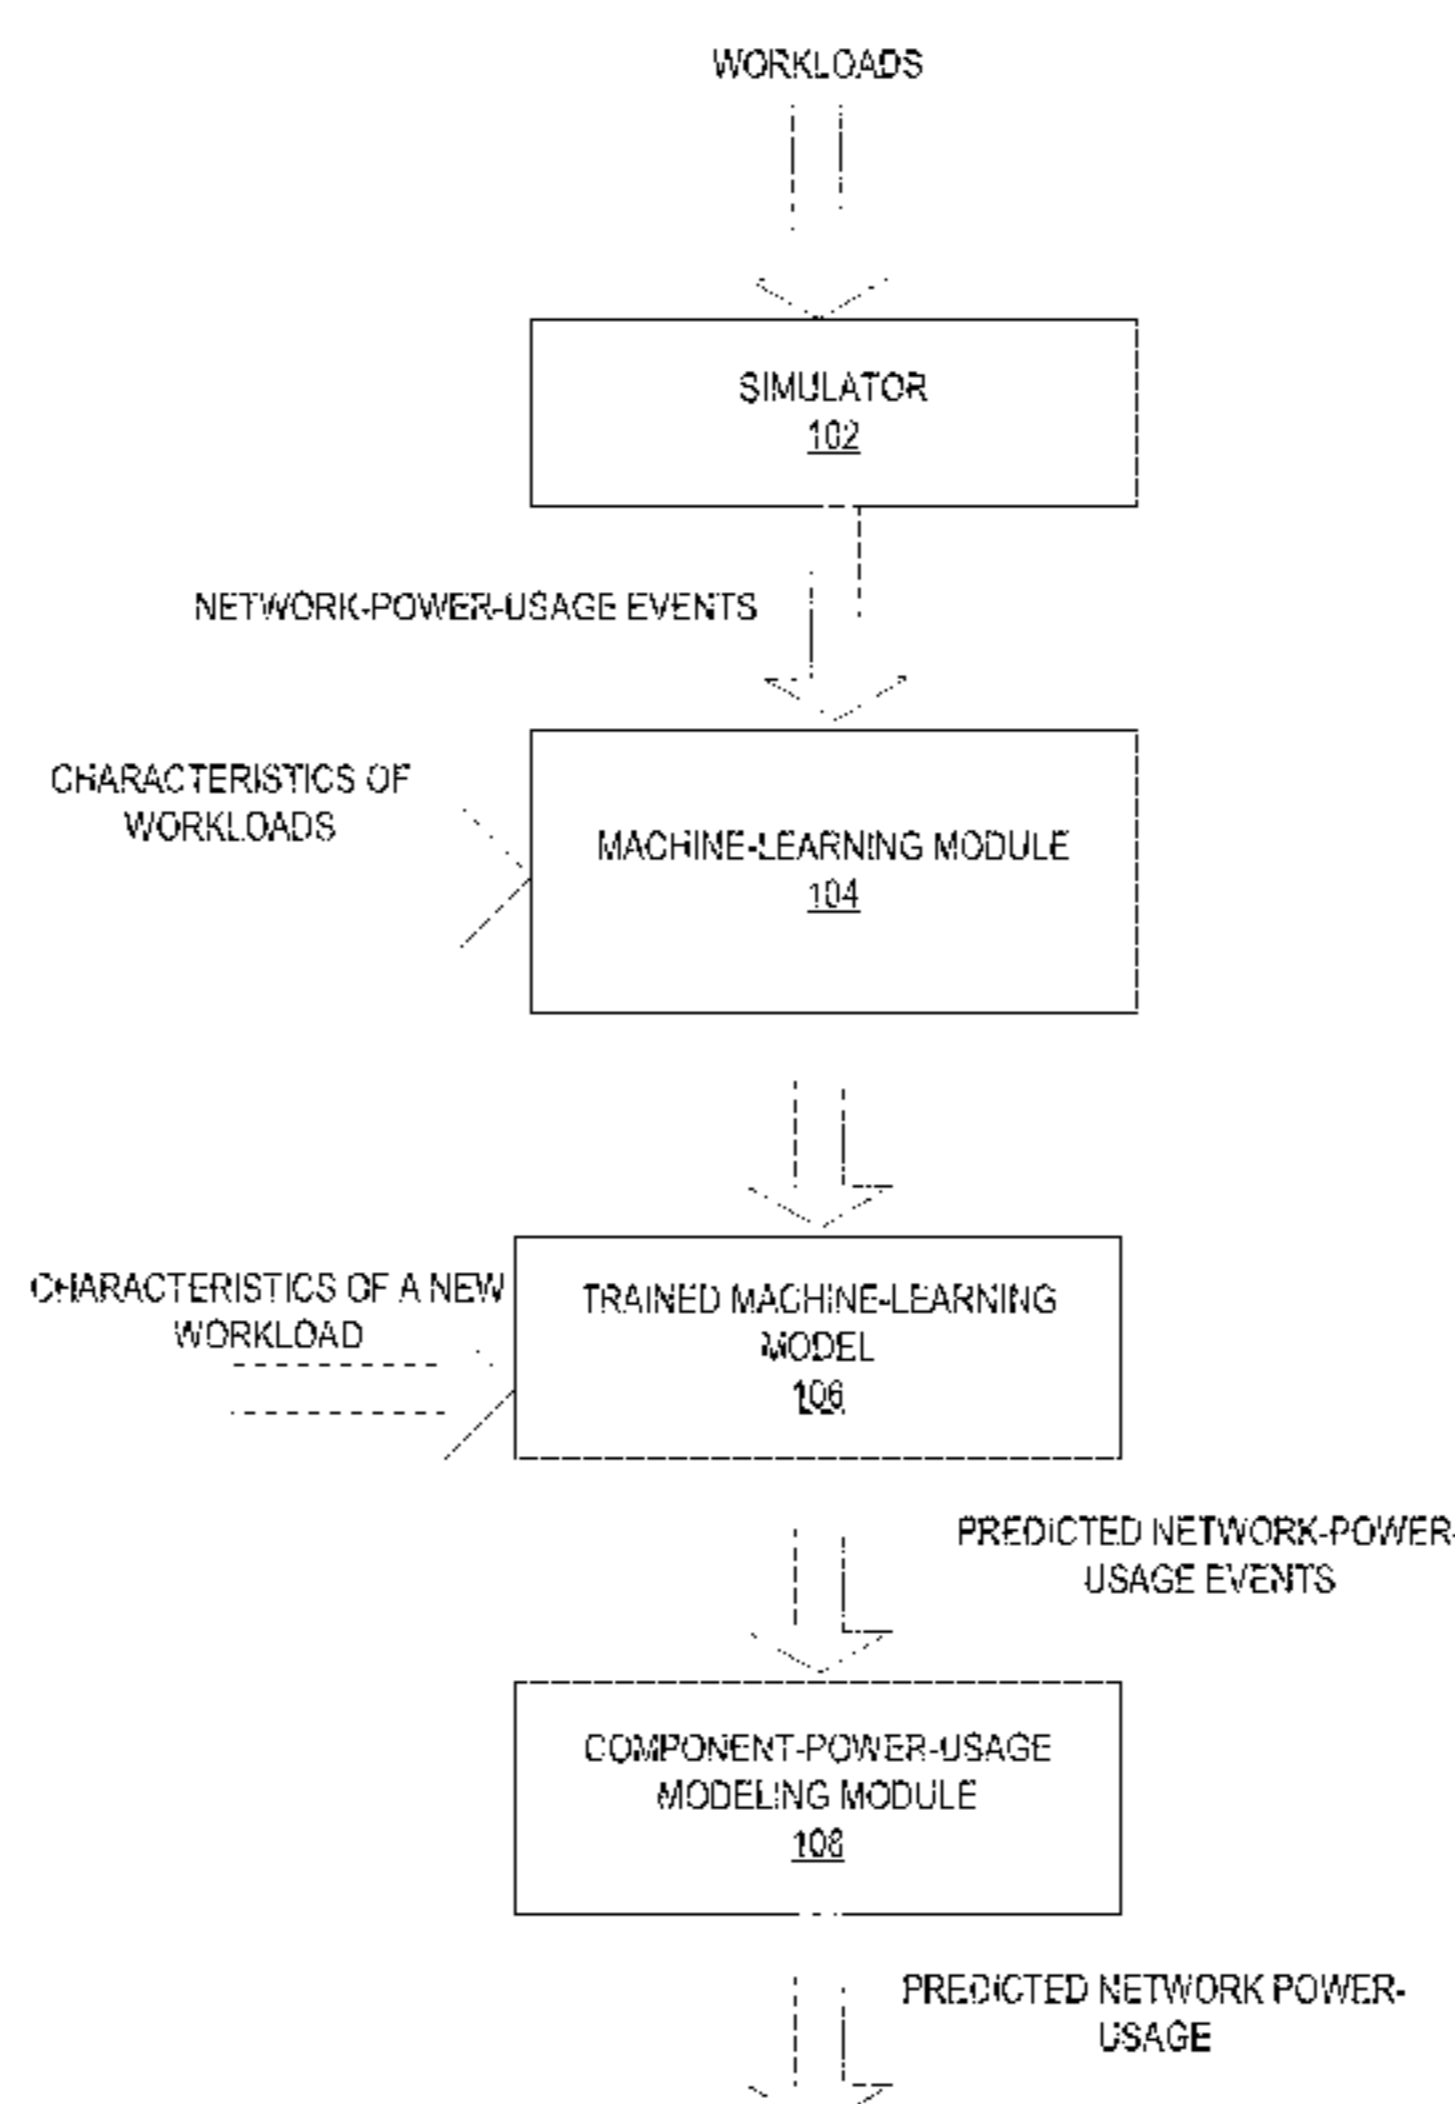 WORKLOADS
SIMULATOR
102
NETWORK-POWER-USAGE EVENTS
CHARACTERISTICS OF
WORKLOADS
MACHINE-LEARNING MODULE
104
CHARACTERISTICS OF A NEW
WORKLOAD
TRAINED MACHINE-LEARNING
MODEL
106
PREDICTED NETWORK-POWER-
USAGE EVENTS
COMPONENT-POWER-USAGE
MODELING MODULE
108
PREDICTED NETWORK POWER-
USAGE